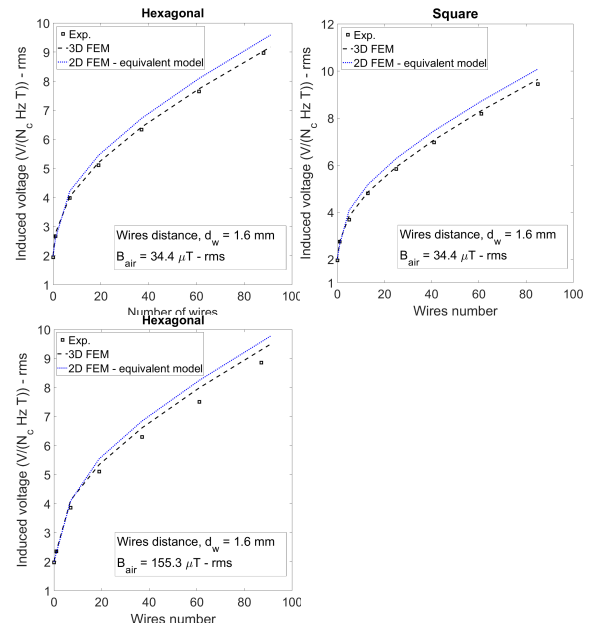 Hexagonal
10
9
8
7
6
5
4
3
2
1
Induced voltage (V/(N_c Hz T)) - rms
Exp.
3D FEM
2D FEM - equivalent model
Wires distance, d_w = 1.6 mm
B_air = 34.4 μT - rms
0 20 40 60 80 100
Number of wires
Square
12
10
8
6
4
2
1
Induced voltage (V/(N_c Hz T)) - rms
Exp.
3D FEM
2D FEM - equivalent model
Wires distance, d_w = 1.6 mm
B_air = 34.4 μT - rms
0 20 40 60 80 100
Wires number
Hexagonal
10
9
8
7
6
5
4
3
2
1
Induced voltage (V/(N_c Hz T)) - rms
Exp.
3D FEM
2D FEM - equivalent model
Wires distance, d_w = 1.6 mm
B_air = 155.3 μT - rms
0 20 40 60 80 100
Wires number